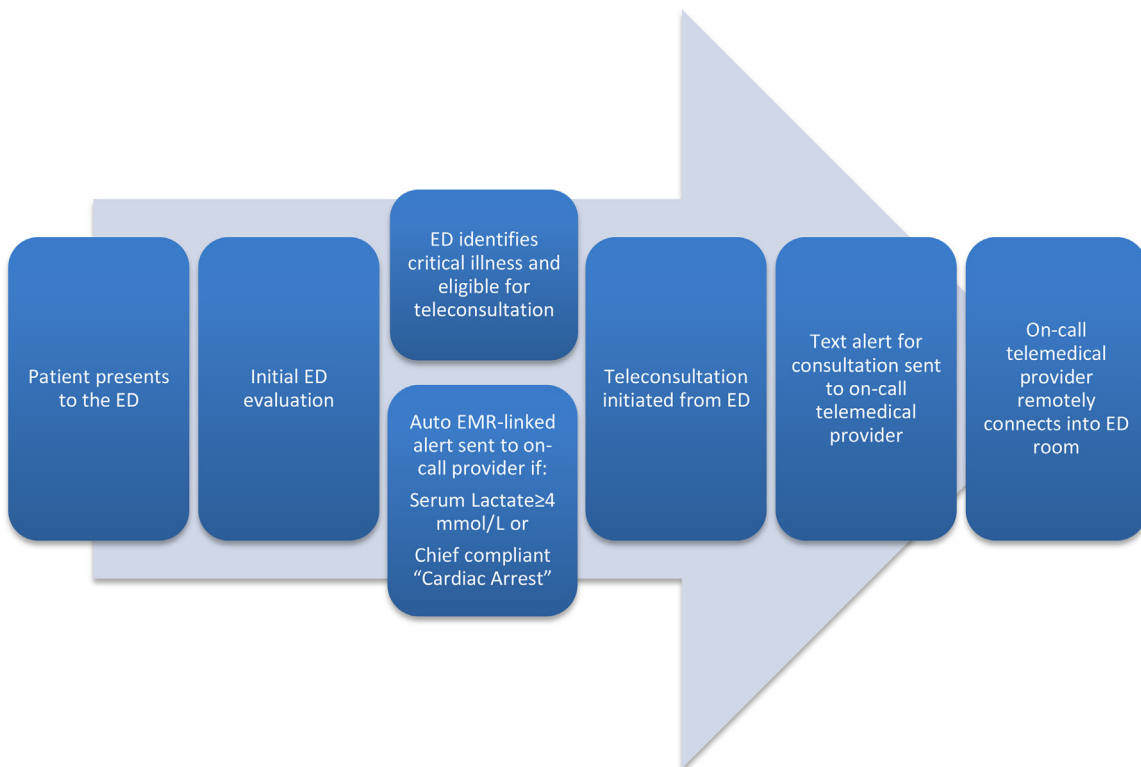 Patient presents
to the ED
Initial ED
evaluation
ED identifies
critical illness and
eligible for
teleconsultation
Auto EMR-linked
alert sent to on-
call provider if:
Serum Lactate≥4
mmol/L or
Chief compliant
“Cardiac Arrest”
Teleconsultation
initiated from ED
Text alert for
consultation sent
to on-call
telemedical
provider
On-call
telemedical
provider
remotely
connects into ED
room